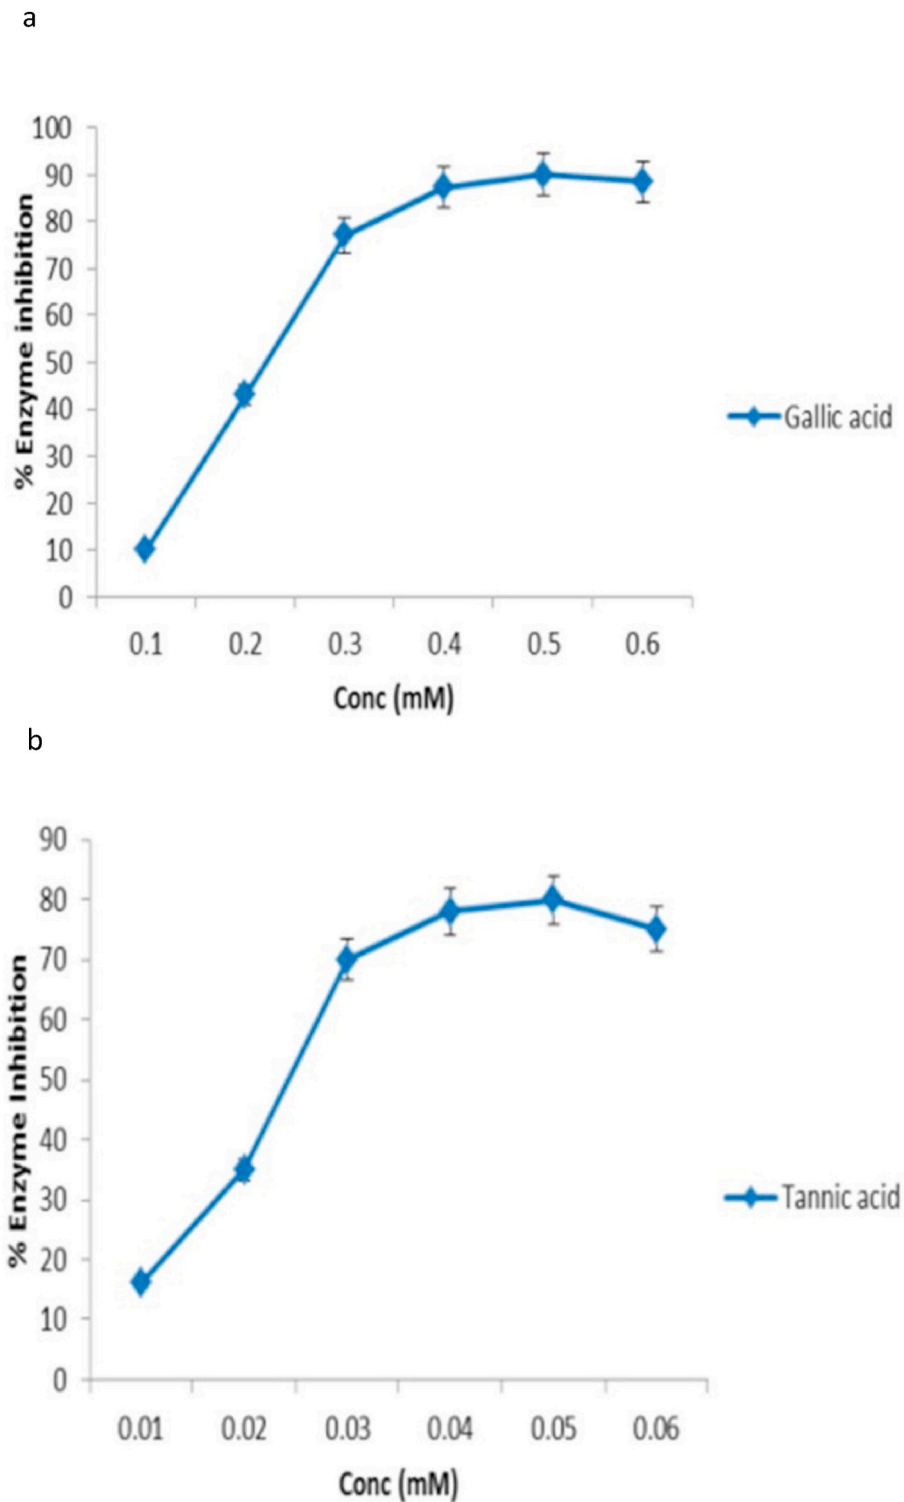 a
100
90
80
70
60
50
40
30
20
10
0
% Enzyme inhibition
0.1 0.2 0.3 0.4 0.5 0.6
Conc (mM)
Gallic acid
b
90
80
70
60
50
40
30
20
10
0
% Enzyme Inhibition
0.01 0.02 0.03 0.04 0.05 0.06
Conc (mM)
Tannic acid